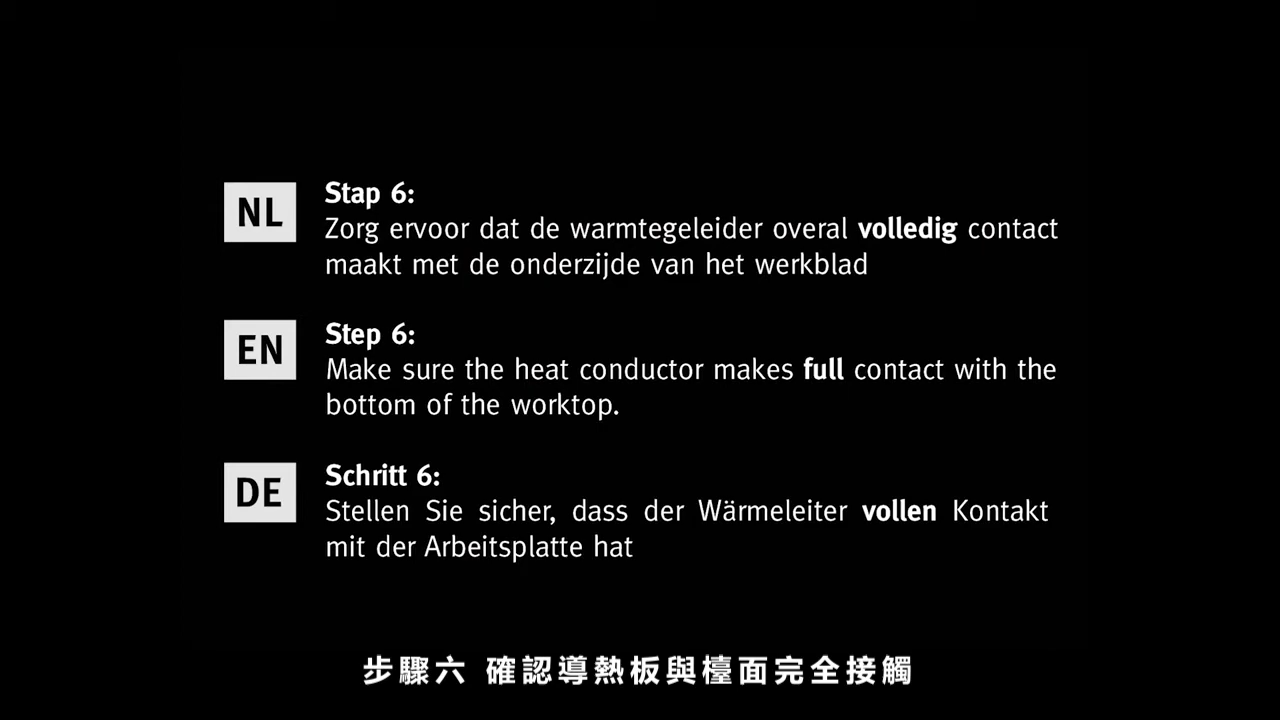 NL
Stap 6:
Zorg ervoor dat de warmtegeleider overal volledig contact
maakt met de onderzijde van het werkblad
EN
Step 6:
Make sure the heat conductor makes full contact with the
bottom of the worktop.
DE
Schritt 6:
Stellen Sie sicher, dass der Wärmeleiter vollen Kontakt
mit der Arbeitsplatte hat
步驟六 確認導熱板與檯面完全接觸